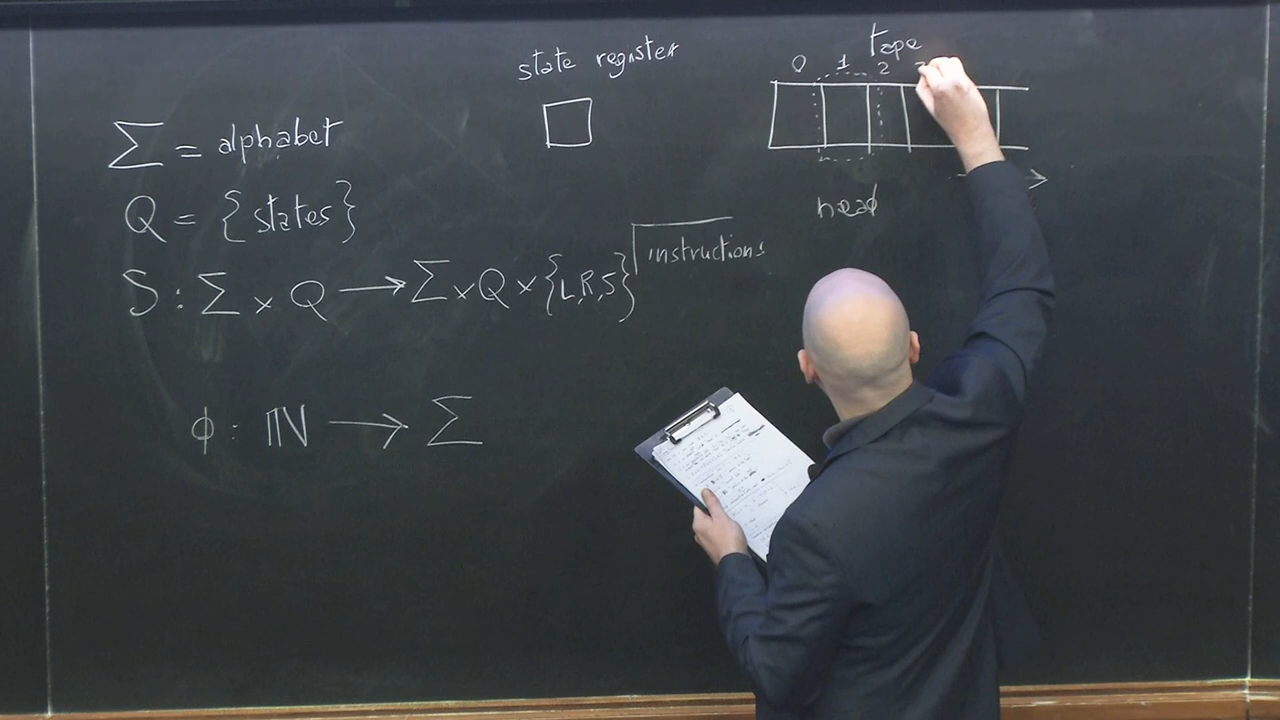 state register
tape
0 1 2
Σ = alphabet
Q = {states}
head
instructions
S : Σ × Q → Σ × Q × {L,R,S}
φ : ℕ → Σ